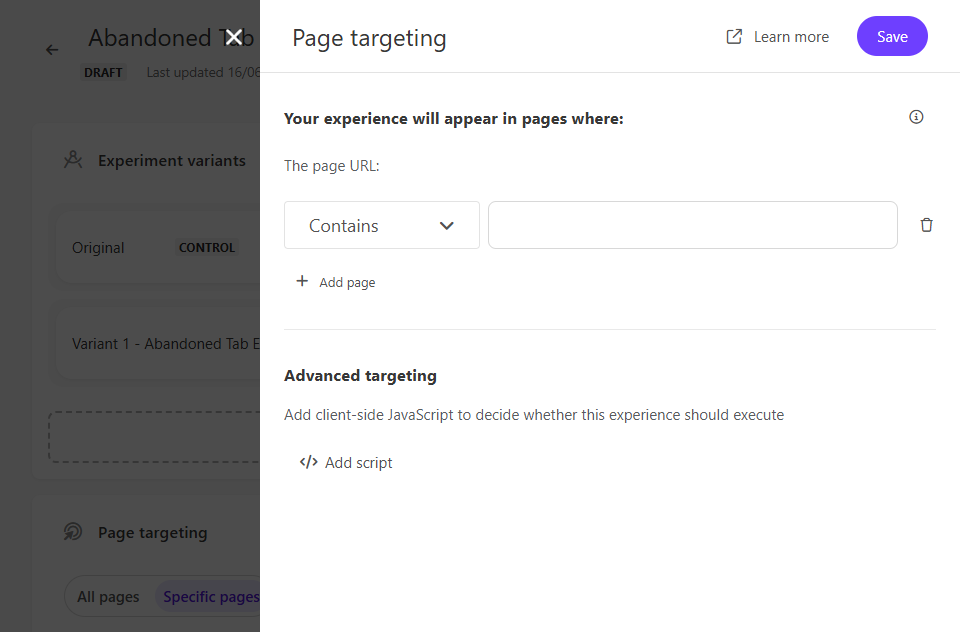 Abandoned Tab
DRAFT Last updated 16/06
Experiment variants
Original CONTROL
Variant 1 - Abandoned Tab E
Page targeting
All pages Specific pages
Page targeting
Learn more
Save
Your experience will appear in pages where:
The page URL:
Contains
+ Add page
Advanced targeting
Add client-side JavaScript to decide whether this experience should execute
</> Add script